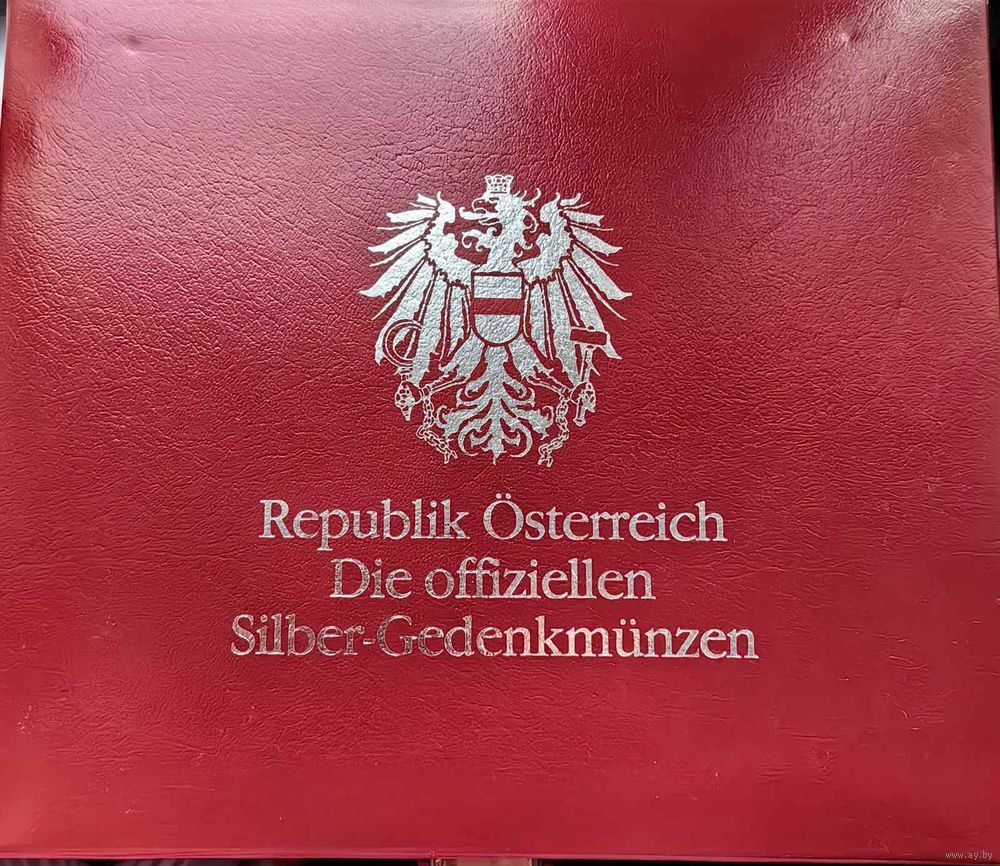 Republik Österreich
Die offiziellen
Silber-Gedenkmünzen
www.ay.by